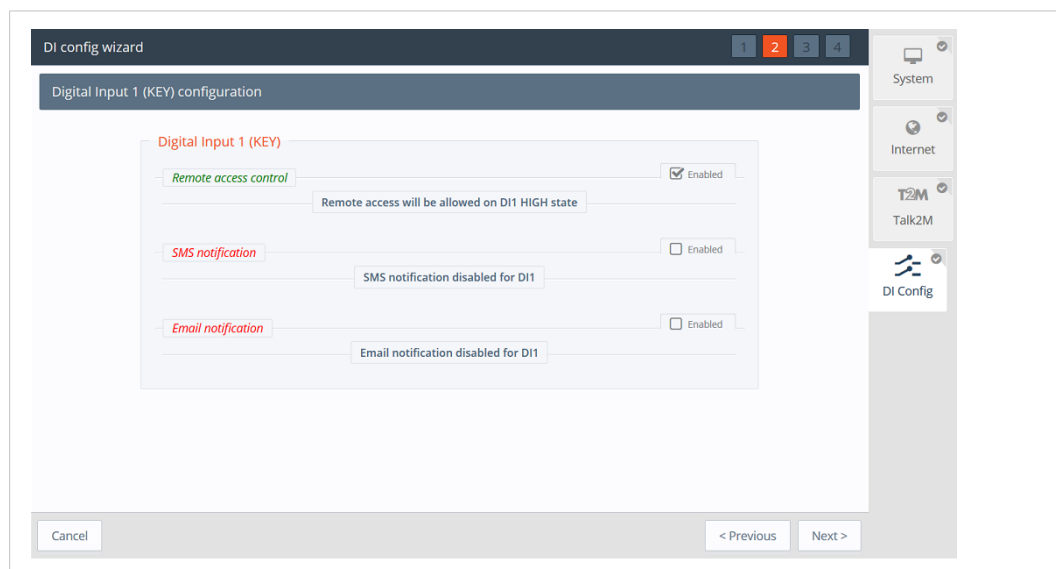 DI config wizard
1 2 3 4
Digital Input 1 (KEY) configuration
Digital Input 1 (KEY)
Remote access control
Enabled
Remote access will be allowed on DI1 HIGH state
SMS notification
Enabled
SMS notification disabled for DI1
Email notification
Enabled
Email notification disabled for DI1
Cancel
< Previous
Next >
System
Internet
T2M
Talk2M
DI Config